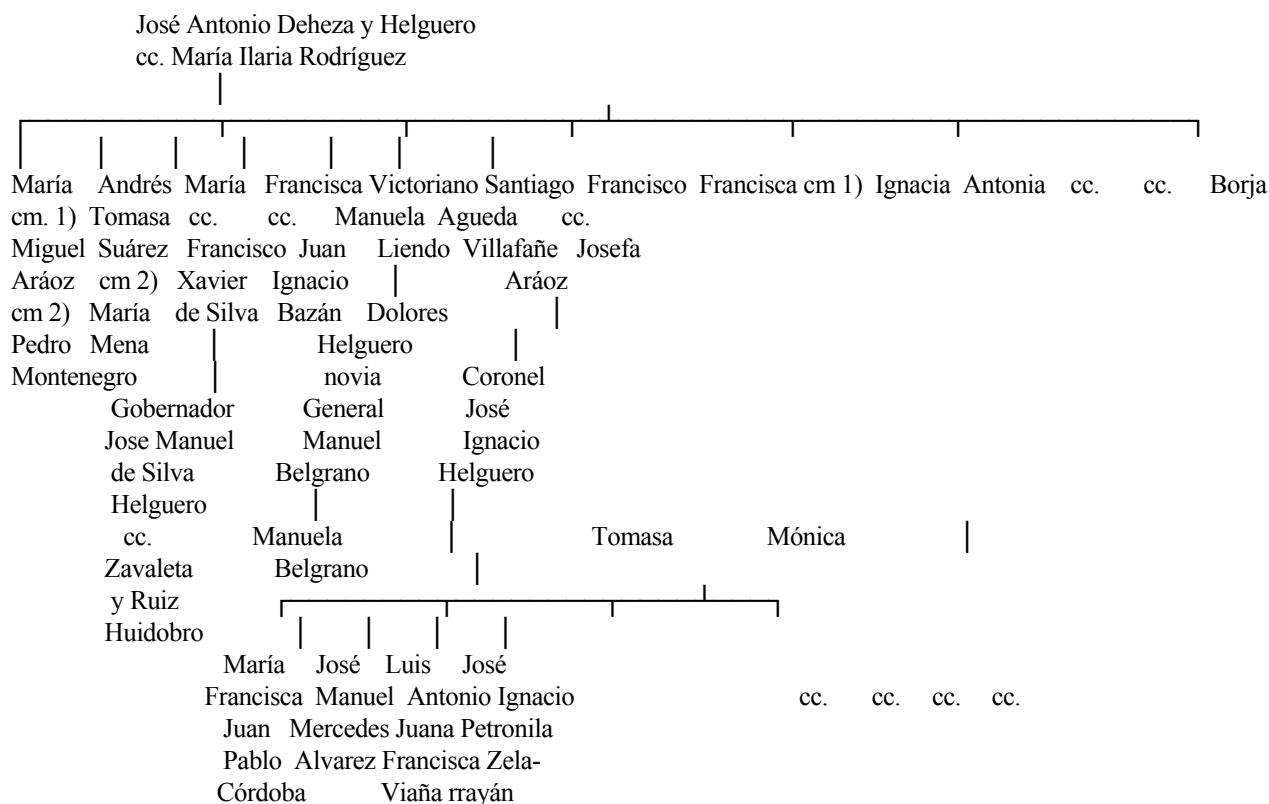 José Antonio Deheza y Helguero
cc. María Ilaria Rodríguez
María Andrés María Francisca Victoriano Santiago Francisco Francisca cm 1) Ignacia Antonia cc. cc. Borja
cm. 1) Tomasa cc. cc. Manuela Agueda cc.
Miguel Suárez Francisco Juan Liendo Villafañe Josefa
Aráoz cm 2) Xavier Ignacio Aráoz
cm 2) María de Silva Bazán Dolores
Pedro Mena Helguero
Montenegro novia Coronel
Gobernador General José
Jose Manuel Manuel Ignacio
de Silva Belgrano Helguero
Helguero
cc. Manuela Tomasa Mónica
Zavaleta Belgrano
y Ruiz
Huidobro
María José Luis José
Francisca Manuel Antonio Ignacio cc. cc. cc. cc.
Juan Mercedes Juana Petronila
Pablo Alvarez Francisca Zela-
Córdoba Viaña rrayán